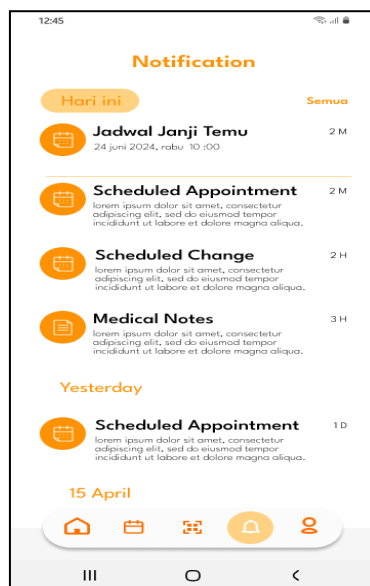 12:45
Notification
Hari ini
Semua
Jadwal Janji Temu
2 M
24 juni 2024, rabu 10 :00
Scheduled Appointment
2 M
lorem ipsum dolor sit amet, consectetur
adipiscing elit, sed do eiusmod tempor
incididunt ut labore et dolore magna aliqua.
Scheduled Change
2 H
lorem ipsum dolor sit amet, consectetur
adipiscing elit, sed do eiusmod tempor
incididunt ut labore et dolore magna aliqua.
Medical Notes
3 H
lorem ipsum dolor sit amet, consectetur
adipiscing elit, sed do eiusmod tempor
incididunt ut labore et dolore magna aliqua.
Yesterday
Scheduled Appointment
1 D
lorem ipsum dolor sit amet, consectetur
adipiscing elit, sed do eiusmod tempor
incididunt ut labore et dolore magna aliqua.
15 April